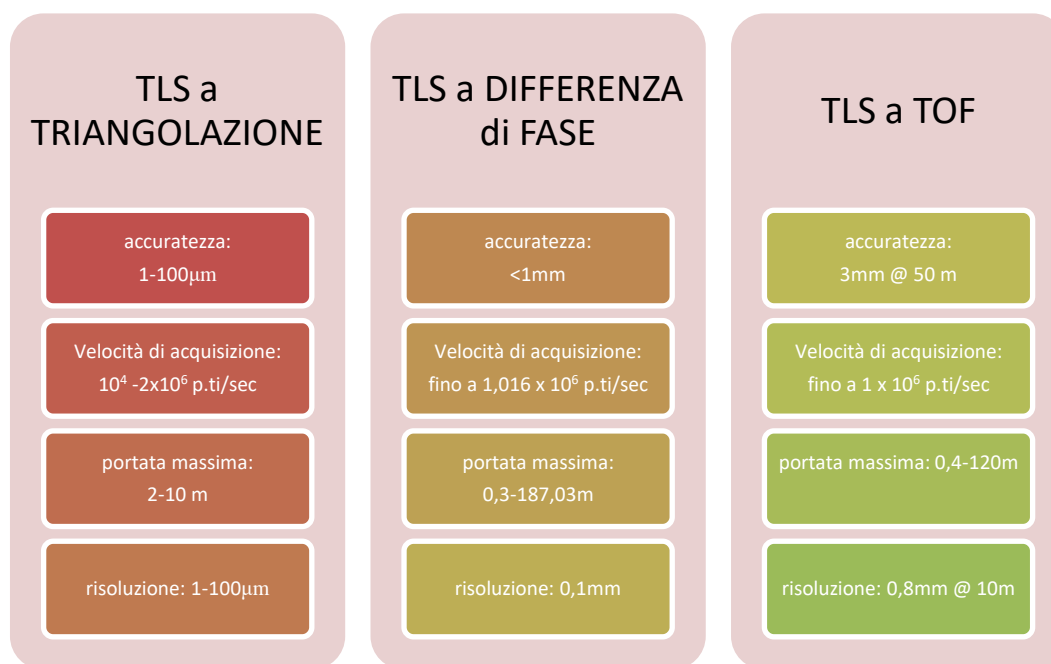 TLS a
TRIANGOLAZIONE
accuratezza:
1-100μm
Velocità di acquisizione:
10⁴ -2x10⁶ p.ti/sec
portata massima:
2-10 m
risoluzione: 1-100μm
TLS a DIFFERENZA
di FASE
accuratezza:
<1mm
Velocità di acquisizione:
fino a 1,016 x 10⁶ p.ti/sec
portata massima:
0,3-187,03m
risoluzione: 0,1mm
TLS a TOF
accuratezza:
3mm @ 50 m
Velocità di acquisizione:
fino a 1 x 10⁶ p.ti/sec
portata massima: 0,4-120m
risoluzione: 0,8mm @ 10m